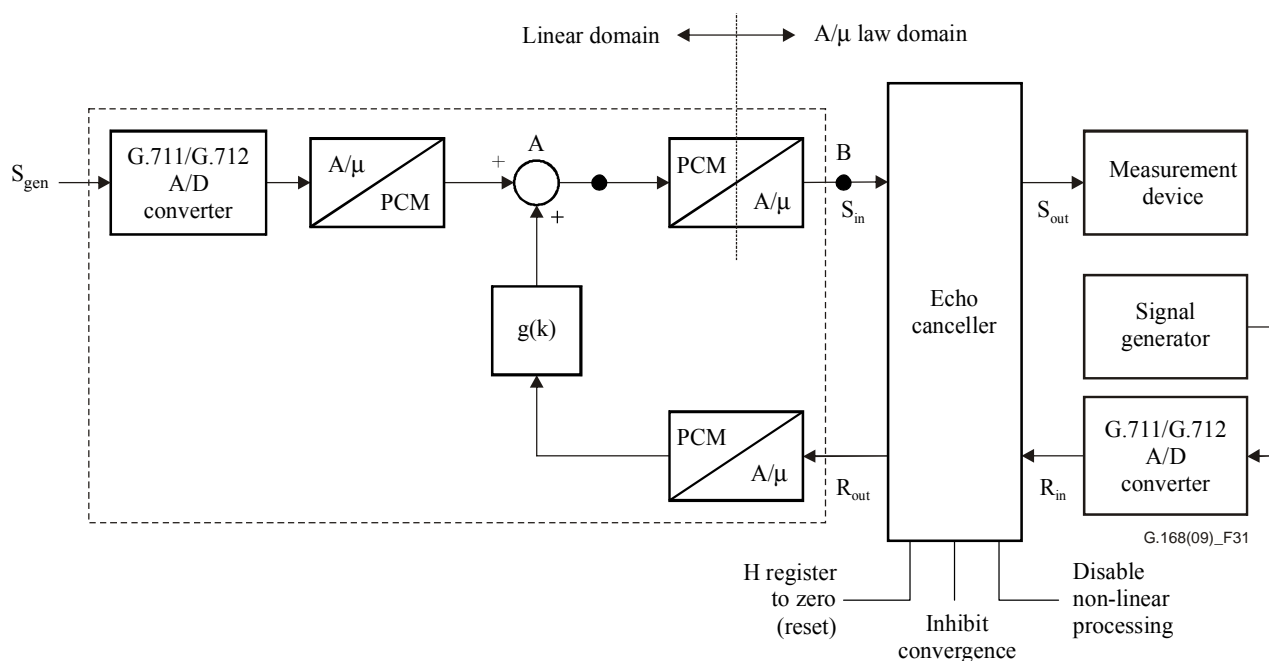 Linear domain
A/μ law domain
S_gen
G.711/G.712
A/D
converter
A/μ
PCM
+
A
+
PCM
A/μ
B
S_in
Echo
canceller
S_out
Measurement
device
g(k)
Signal
generator
PCM
A/μ
R_out
R_in
G.711/G.712
A/D
converter
G.168(09)_F31
H register
to zero
(reset)
Inhibit
convergence
Disable
non-linear
processing